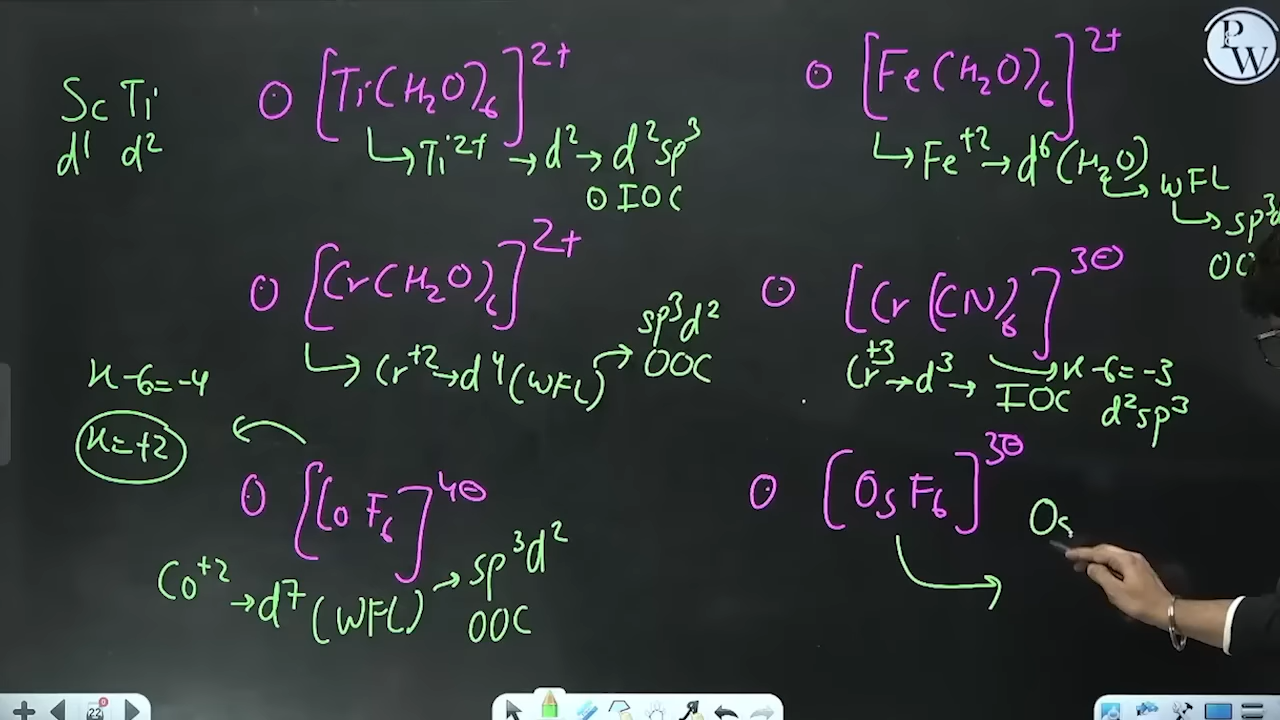 Sc Ti
d¹ d²
[Ti(H₂O)₆]²⁺
→ Ti²⁺ → d² → d²sp³
IOC
[Fe(H₂O)₆]²⁺
→ Fe⁺² → d⁶ (H₂O) → WFL
→ sp³
PW
[Cr(H₂O)₆]²⁺
→ Cr⁺² → d⁴ (WFL) → sp³d²
OOC
[Cr(CN)₆]³⊖
Cr⁺³ → d³ → IOC
→ x-6=-3
d²sp³
x-6=-4
x=+2
[CoF₆]⁴⊖
Co⁺² → d⁷ (WFL) → sp³d²
OOC
[OsF₆]³⊖
→ Os
22